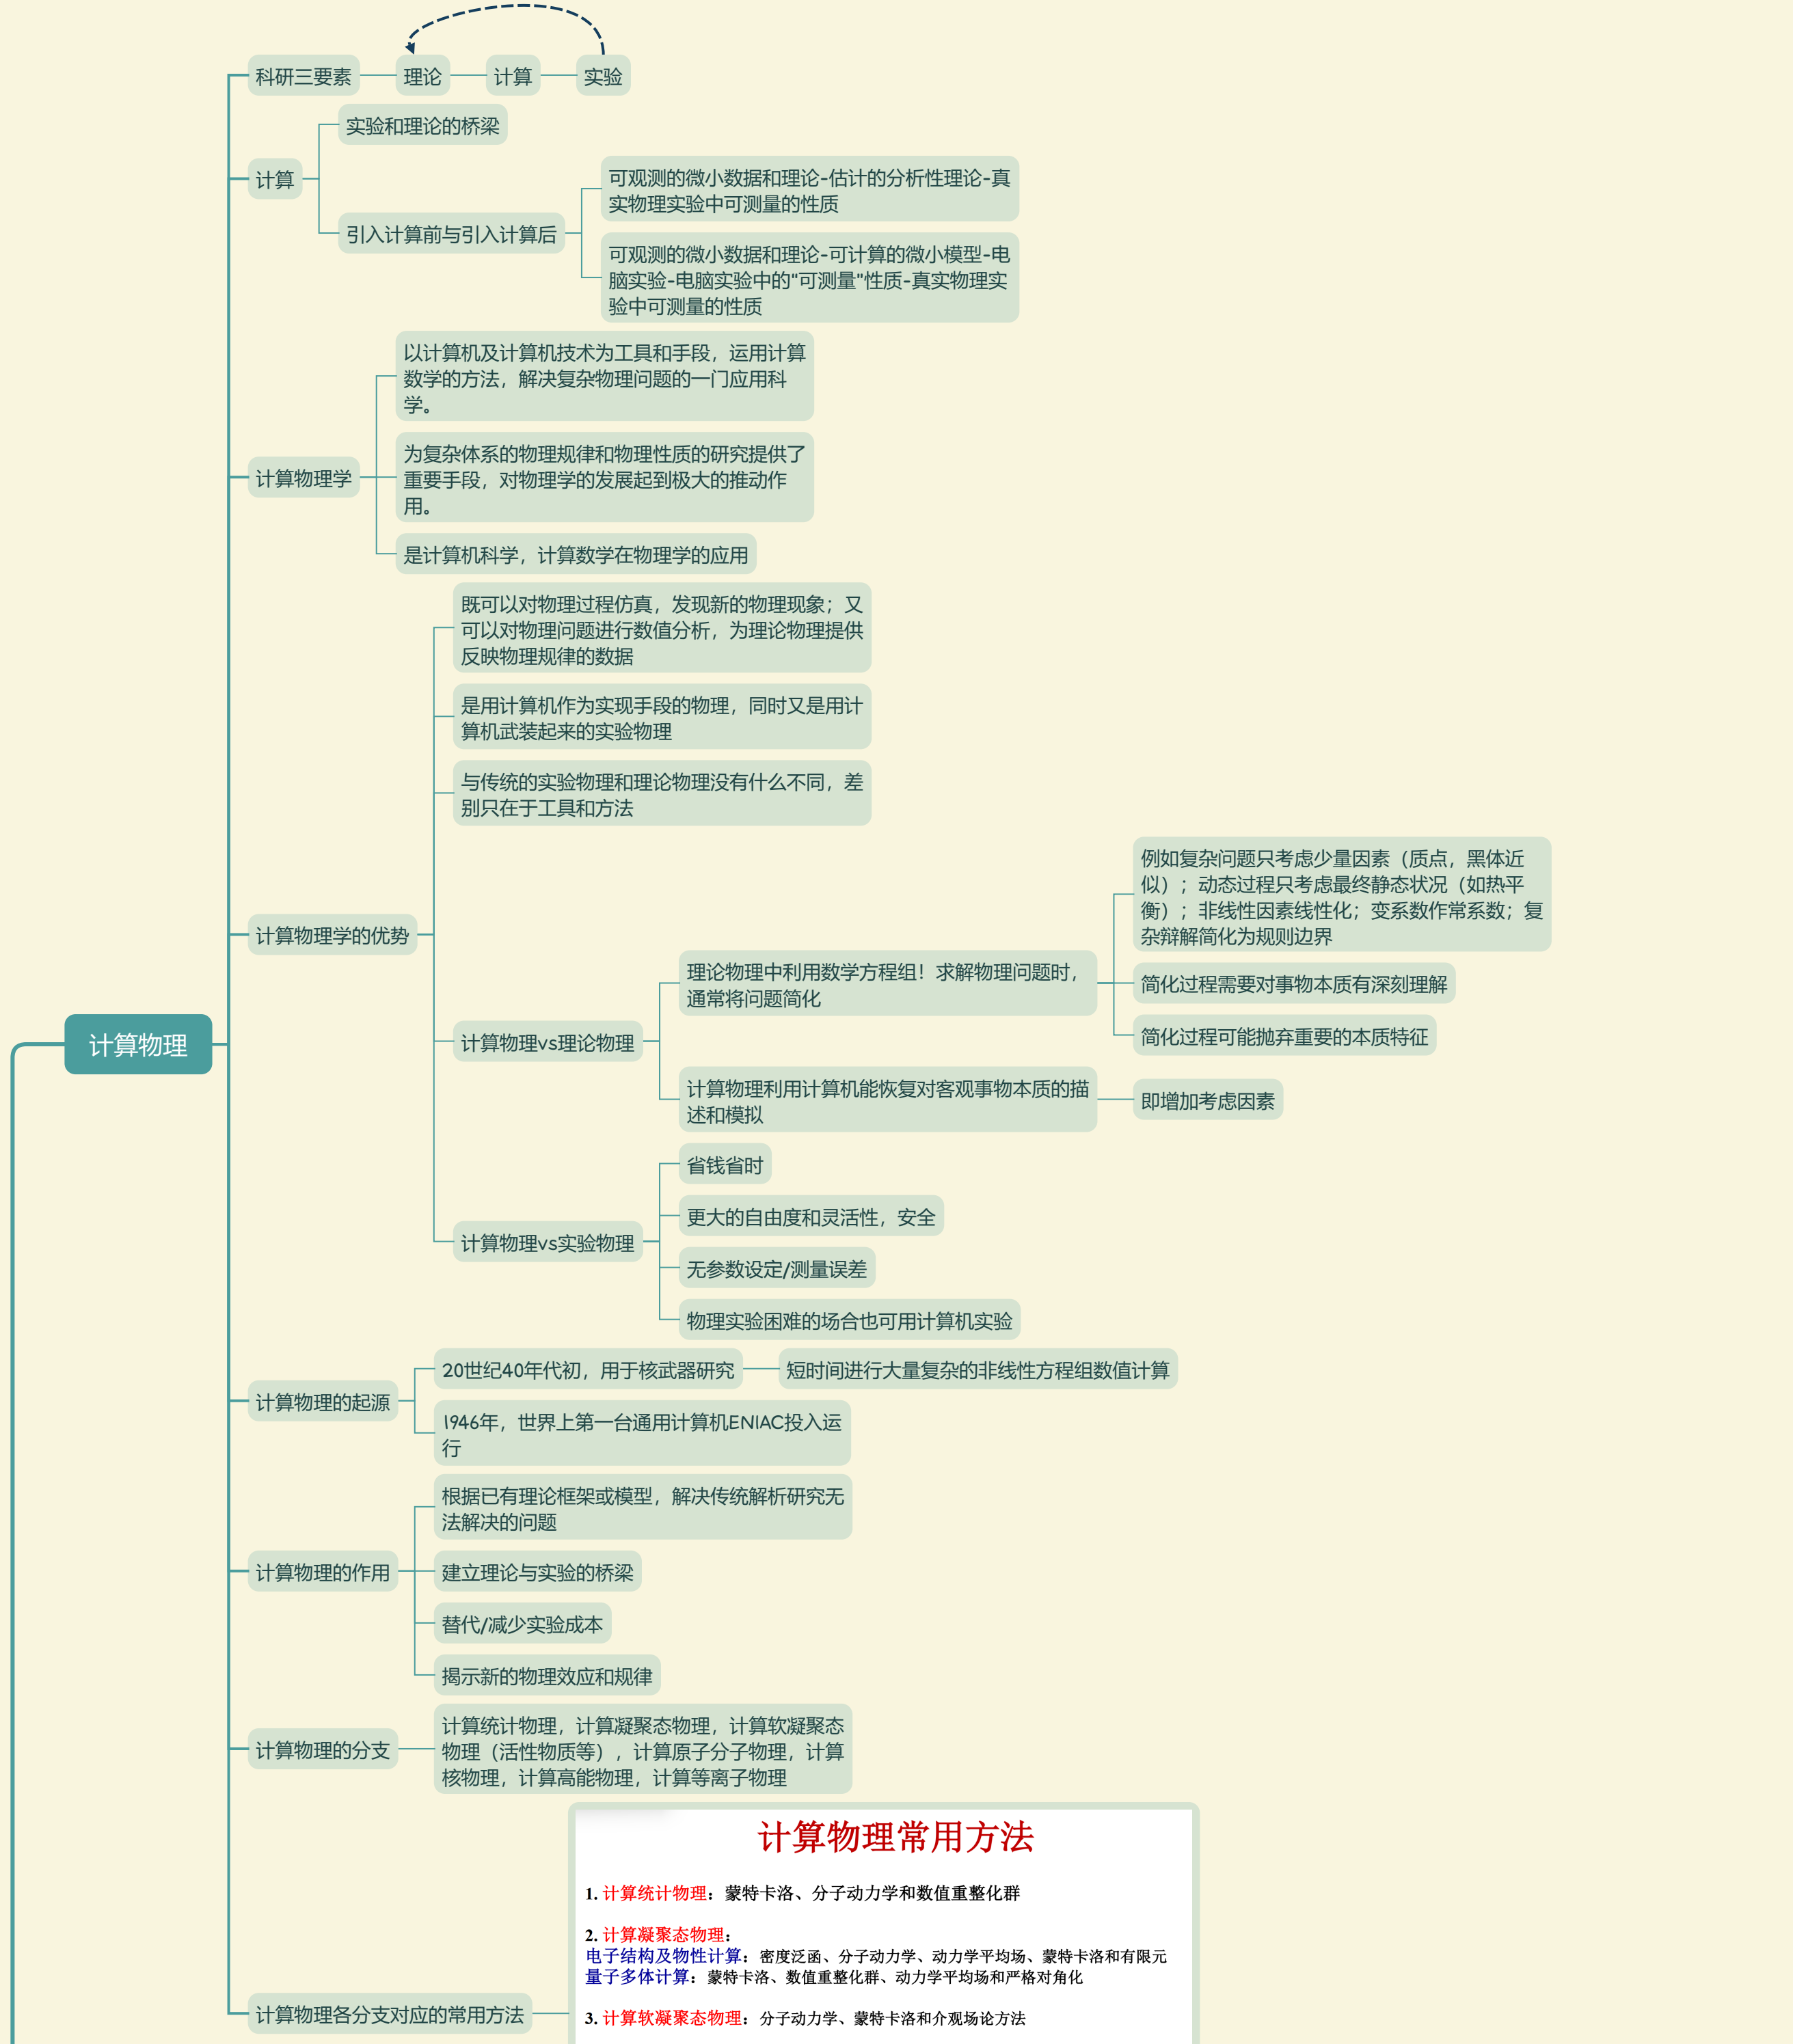 科研三要素
理论
计算
实验
计算
实验和理论的桥梁
引入计算前与引入计算后
可观测的微小数据和理论-估计的分析性理论-真
实物理实验中可测量的性质
可观测的微小数据和理论-可计算的微小模型-电
脑实验-电脑实验中的"可测量"性质-真实物理实
验中可测量的性质
计算物理学
以计算机及计算机技术为工具和手段，运用计算
数学的方法，解决复杂物理问题的一门应用科
学。
为复杂体系的物理规律和物理性质的研究提供了
重要手段，对物理学的发展起到极大的推动作
用。
是计算机科学，计算数学在物理学的应用
计算物理学的优势
既可以对物理过程仿真，发现新的物理现象；又
可以对物理问题进行数值分析，为理论物理提供
反映物理规律的数据
是用计算机作为实现手段的物理，同时又是用计
算机武装起来的实验物理
与传统的实验物理和理论物理没有什么不同，差
别只在于工具和方法
计算物理vs理论物理
理论物理中利用数学方程组！求解物理问题时，
通常将问题简化
例如复杂问题只考虑少量因素（质点，黑体近
似）；动态过程只考虑最终静态状况（如热平
衡）；非线性因素线性化；变系数作常系数；复
杂辩解简化为规则边界
简化过程需要对事物本质有深刻理解
简化过程可能抛弃重要的本质特征
计算物理利用计算机能恢复对客观事物本质的描
述和模拟
即增加考虑因素
计算物理vs实验物理
省钱省时
更大的自由度和灵活性，安全
无参数设定/测量误差
物理实验困难的场合也可用计算机实验
计算物理
计算物理的起源
20世纪40年代初，用于核武器研究
短时间进行大量复杂的非线性方程组数值计算
1946年，世界上第一台通用计算机ENIAC投入运
行
计算物理的作用
根据已有理论框架或模型，解决传统解析研究无
法解决的问题
建立理论与实验的桥梁
替代/减少实验成本
揭示新的物理效应和规律
计算物理的分支
计算统计物理，计算凝聚态物理，计算软凝聚态
物理（活性物质等），计算原子分子物理，计算
核物理，计算高能物理，计算等离子物理
计算物理各分支对应的常用方法
计算物理常用方法
1. 计算统计物理：蒙特卡洛、分子动力学和数值重整化群
2. 计算凝聚态物理：
电子结构及物性计算：密度泛函、分子动力学、动力学平均场、蒙特卡洛和有限元
量子多体计算：蒙特卡洛、数值重整化群、动力学平均场和严格对角化
3. 计算软凝聚态物理：分子动力学、蒙特卡洛和介观场论方法